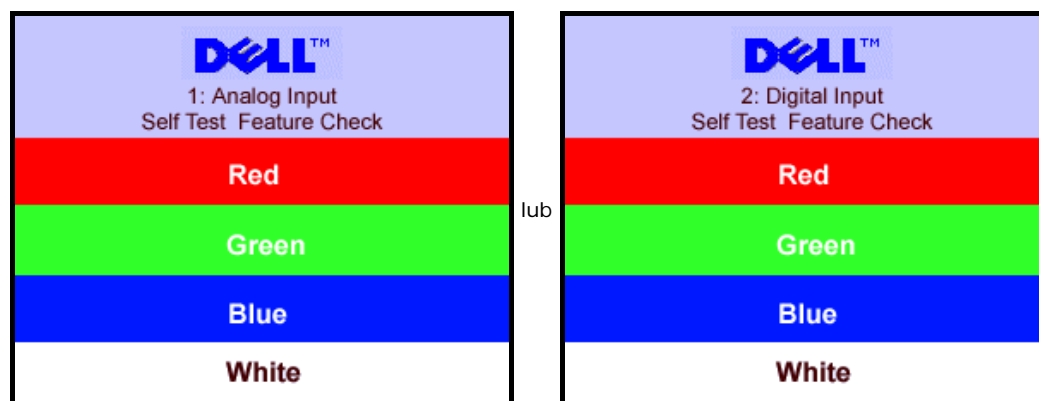 DELL™
1: Analog Input
Self Test Feature Check
Red
Green
Blue
White
lub
DELL™
2: Digital Input
Self Test Feature Check
Red
Green
Blue
White